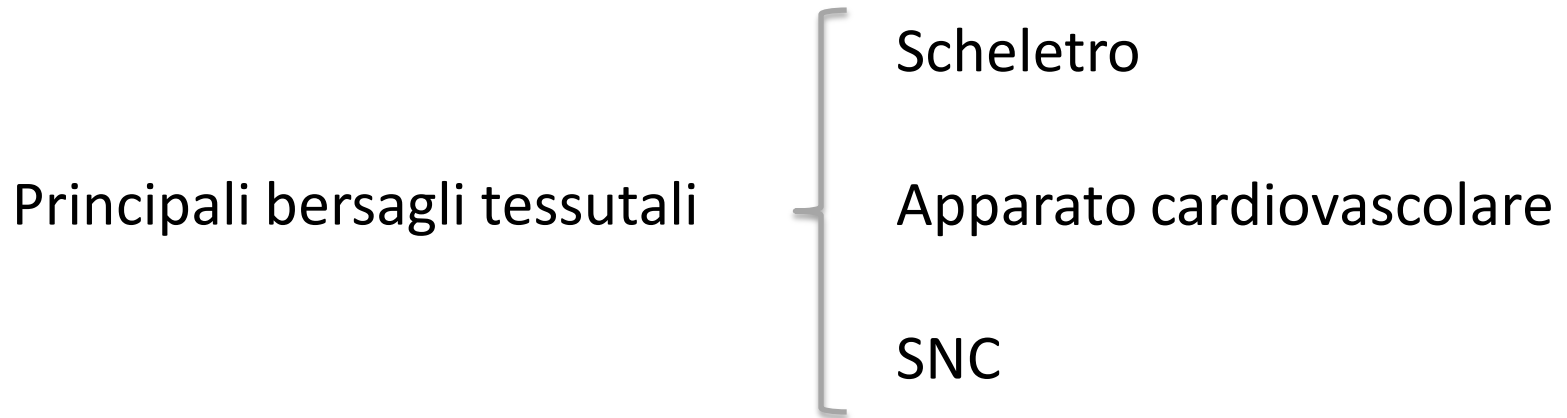 Scheletro
Principali bersagli tessutali
Apparato cardiovascolare
SNC